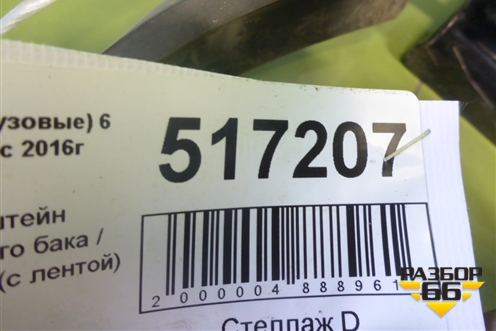 узовые) 6
с 2016г
517207
штейн
го бака /
(с лентой)
2000004888961
Стеллаж D
РАЗБОР
66